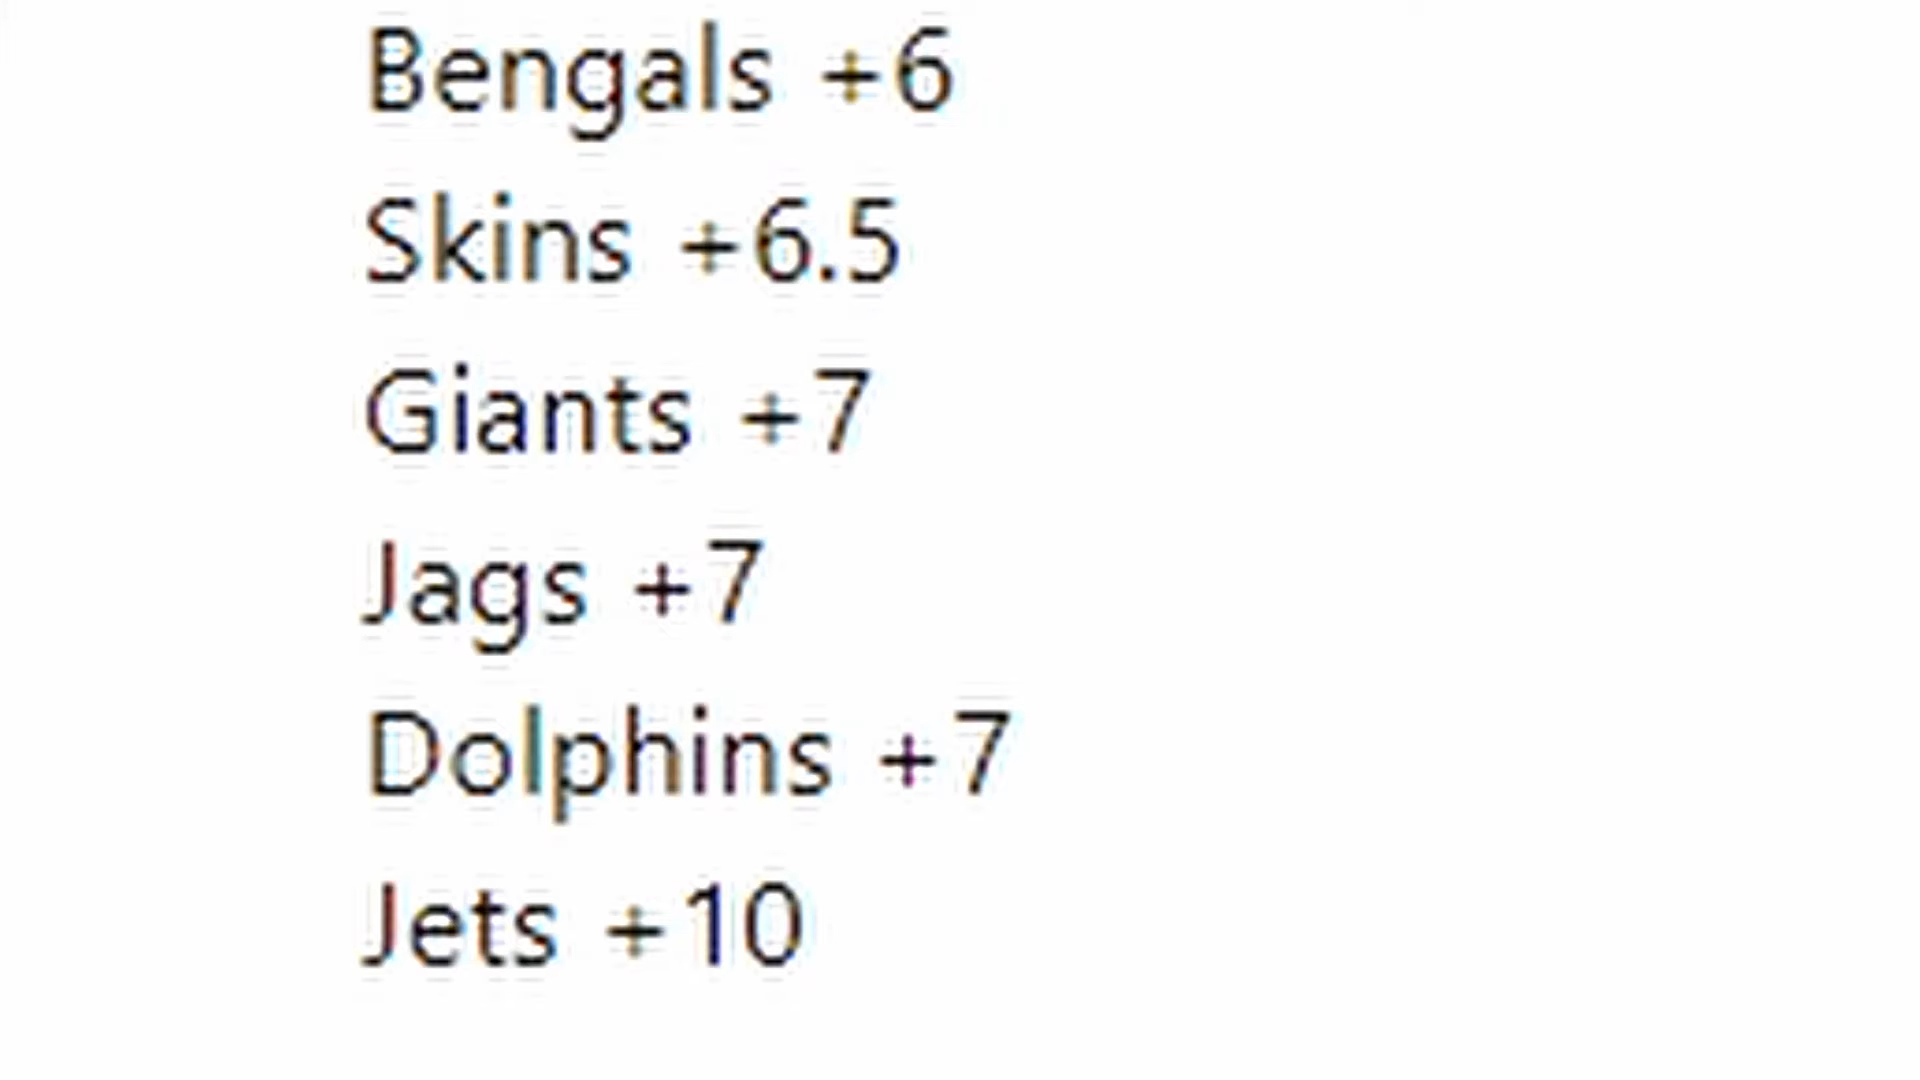 Bengals +6
Skins +6.5
Giants +7
Jags +7
Dolphins +7
Jets +10